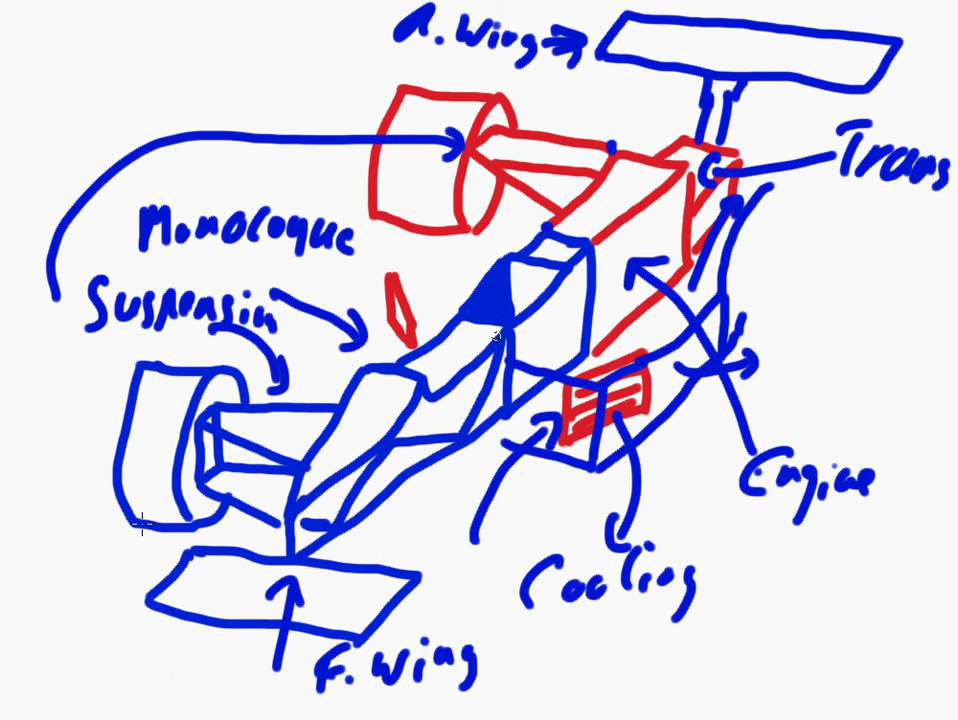 R. Wing
Trans
Monocoque
Suspensin
Engine
Cooling
F. Wing